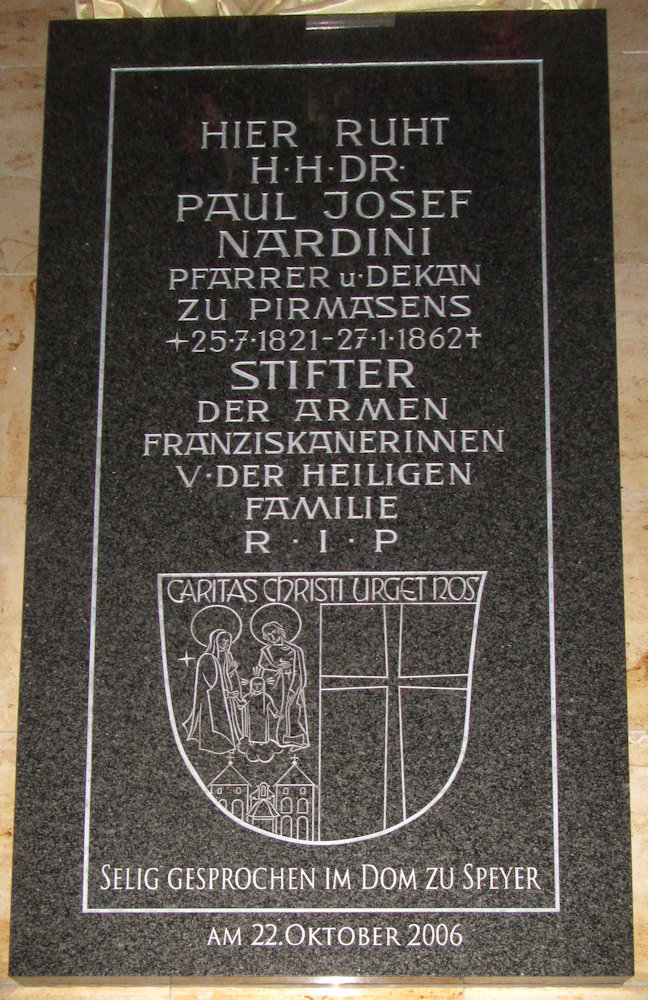 HIER RUHT
H·H·DR·
PAUL JOSEF
NARDINI
PFARRER u·DEKAN
ZU PIRMASENS
✶25·7·1821-27·1·1862✝
STIFTER
DER ARMEN
FRANZISKANERINNEN
V·DER HEILIGEN
FAMILIE
R · I · P
CARITAS CHRISTI URGET NOS
SELIG GESPROCHEN IM DOM ZU SPEYER
AM 22.OKTOBER 2006